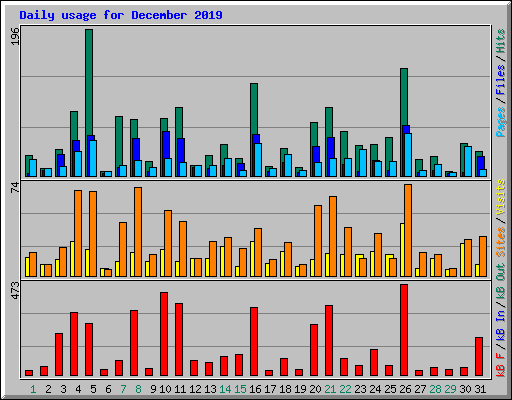 Daily usage for December 2019
196
Pages / Files / Hits
74
Sites / Visits
473
kB F / kB In / kB Out
1 2 3 4 5 6 7 8 9 10 11 12 13 14 15 16 17 18 19 20 21 22 23 24 25 26 27 28 29 30 31